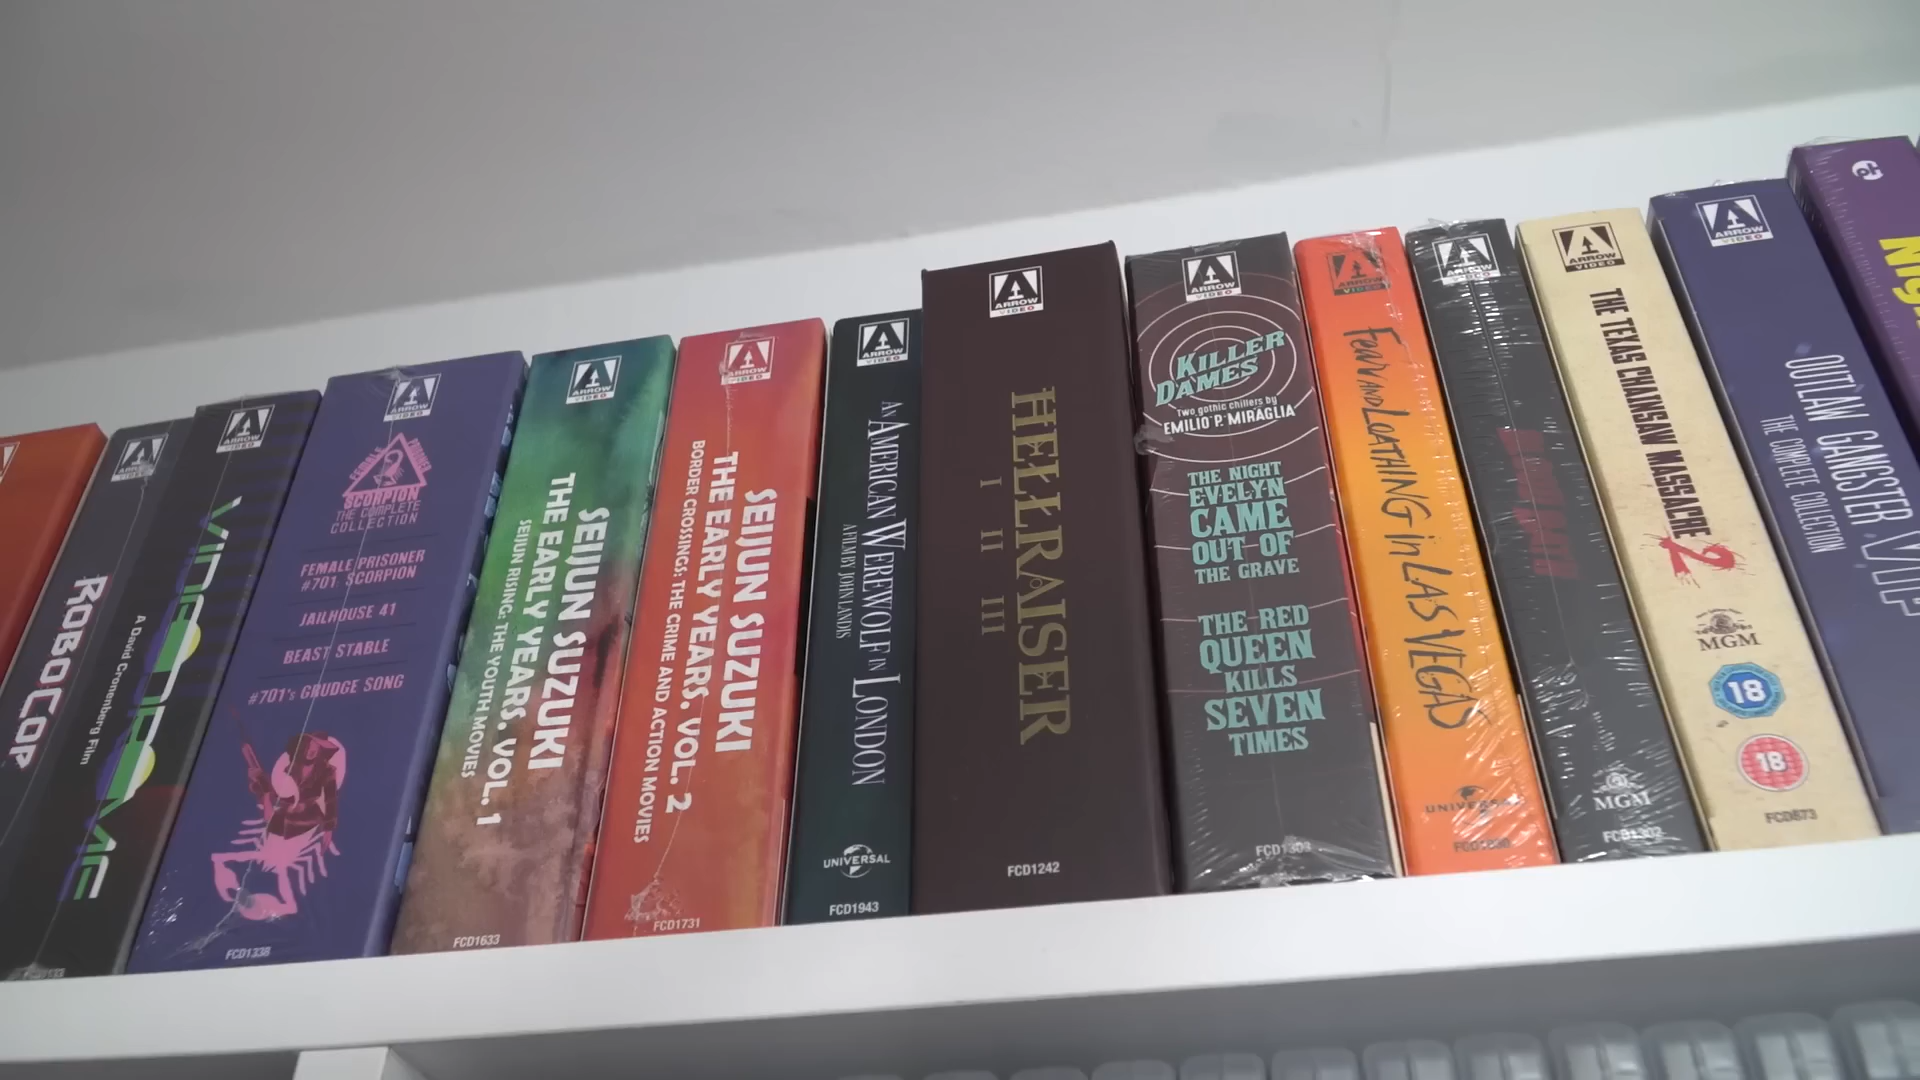 ARROW
VIDEO
ROBOCOP
ARROW
VIDEO
VIDEODROME
A David Cronenberg Film
ARROW
VIDEO
FEMALE PRISONER
SCORPION
THE COMPLETE
COLLECTION
FEMALE PRISONER
#701 SCORPION
JAILHOUSE 41
BEAST STABLE
#701's GRUDGE SONG
FCD1338
ARROW
VIDEO
SEIJUN SUZUKI
THE EARLY YEARS. VOL. 1
SEIJUN RISING: THE YOUTH MOVIES
FCD1633
ARROW
VIDEO
SEIJUN SUZUKI
THE EARLY YEARS. VOL. 2
BORDER CROSSINGS: THE CRIME AND ACTION MOVIES
FCD1731
ARROW
VIDEO
AN AMERICAN WEREWOLF IN LONDON
A FILM BY JOHN LANDIS
UNIVERSAL
FCD1943
ARROW
VIDEO
HELLRAISER
I II III
FCD1242
ARROW
VIDEO
KILLER
DAMES
Two gothic chillers by
EMILIO P. MIRAGLIA
THE NIGHT
EVELYN
CAME
OUT OF
THE GRAVE
THE RED
QUEEN
KILLS
SEVEN
TIMES
FCD1303
ARROW
VIDEO
FEAR AND LOATHING in LAS VEGAS
UNIVERSAL
ARROW
VIDEO
MGM
FCD1302
ARROW
VIDEO
THE TEXAS CHAINSAW MASSACRE 2
MGM
18
18
FCD873
ARROW
VIDEO
OUTLAW GANGSTER VIP
THE COMPLETE COLLECTION